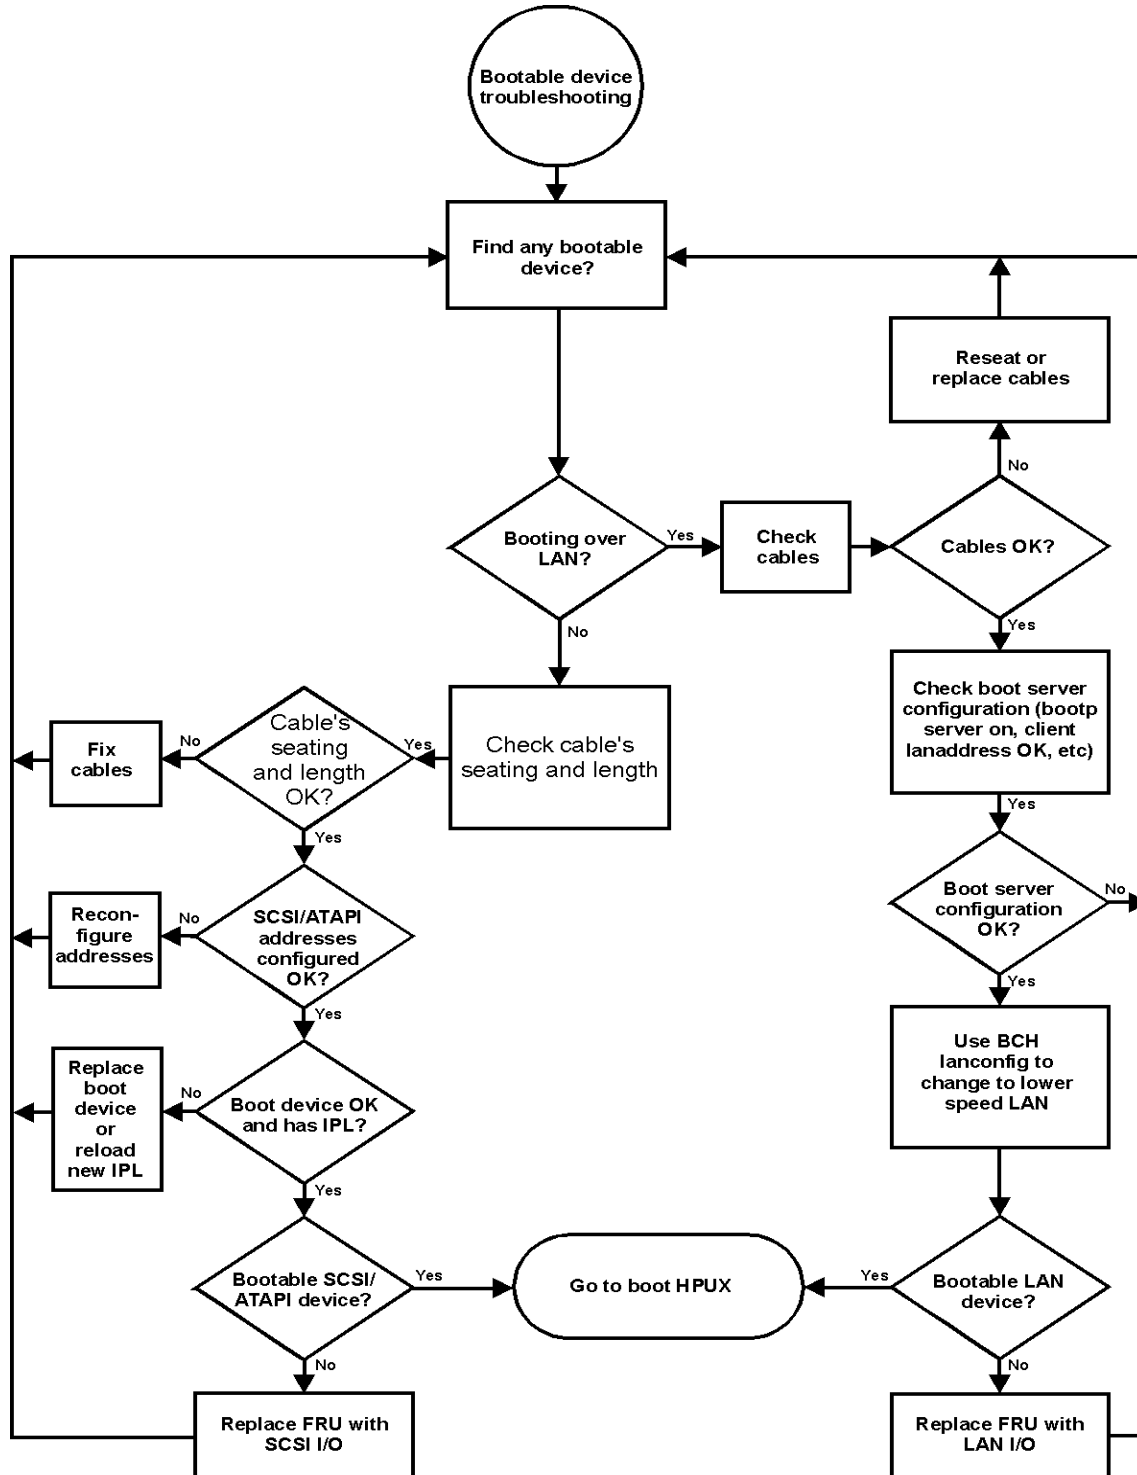 Bootable device
troubleshooting
Find any bootable
device?
Reseat or
replace cables
No
Booting over
LAN?
Yes
Check
cables
Cables OK?
No
Yes
Check boot server
configuration (bootp
server on, client
lanaddress OK, etc)
Cable's
seating
and length
OK?
Yes
Check cable's
seating and length
No
Fix
cables
Yes
Yes
Recon-
figure
addresses
No
SCSI/ATAPI
addresses
configured
OK?
Boot server
configuration
OK?
No
Yes
Yes
Use BCH
lanconfig to
change to lower
speed LAN
Replace
boot
device
or
reload
new IPL
No
Boot device OK
and has IPL?
Yes
Bootable SCSI/
ATAPI device?
Yes
Go to boot HPUX
Yes
Bootable LAN
device?
No
No
Replace FRU with
SCSI I/O
Replace FRU with
LAN I/O